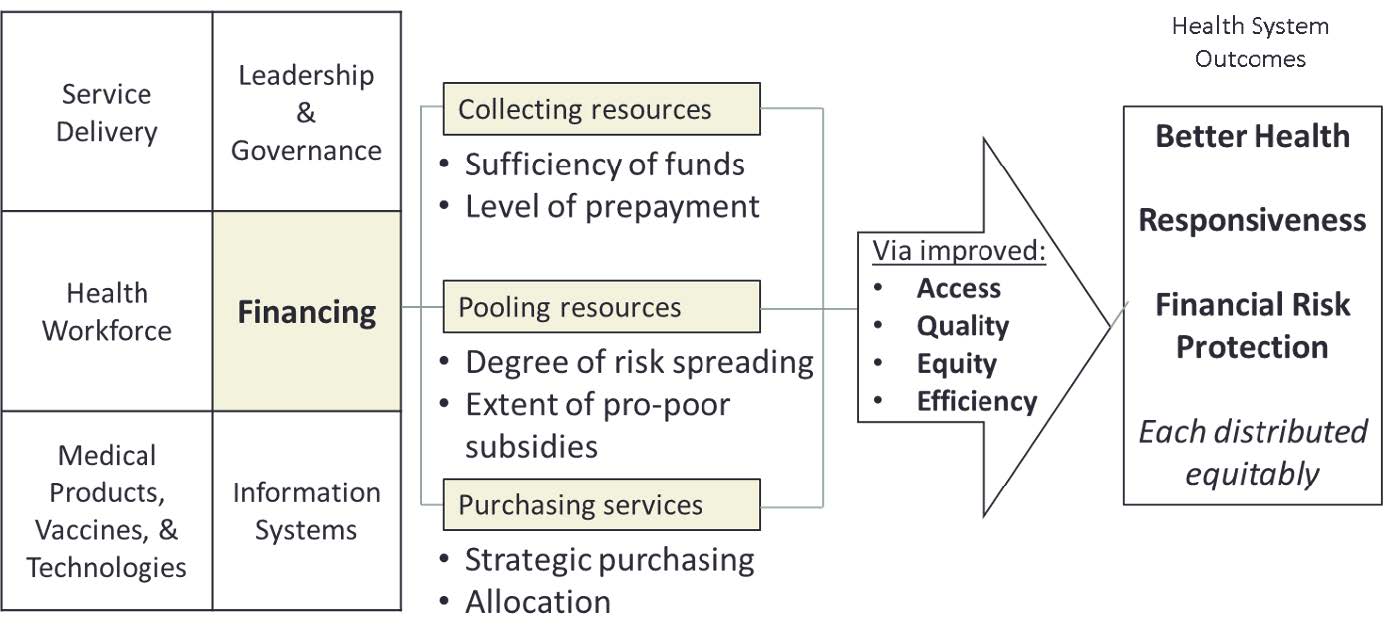 Service
Delivery
Leadership
&
Governance
Health
Workforce
Financing
Medical
Products,
Vaccines, &
Technologies
Information
Systems
Collecting resources
• Sufficiency of funds
• Level of prepayment
Pooling resources
• Degree of risk spreading
• Extent of pro-poor
subsidies
Purchasing services
• Strategic purchasing
• Allocation
Via improved:
• Access
• Quality
• Equity
• Efficiency
Health System
Outcomes
Better Health
Responsiveness
Financial Risk
Protection
Each distributed
equitably